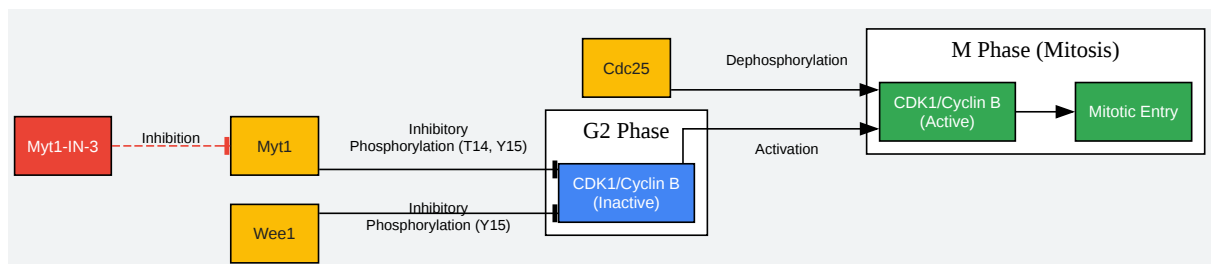 M Phase (Mitosis)
Cdc25
Dephosphorylation
CDK1/Cyclin B
(Active)
Mitotic Entry
G2 Phase
Myt1-IN-3
Inhibition
Myt1
Inhibitory
Phosphorylation (T14, Y15)
Activation
CDK1/Cyclin B
(Inactive)
Wee1
Inhibitory
Phosphorylation (Y15)